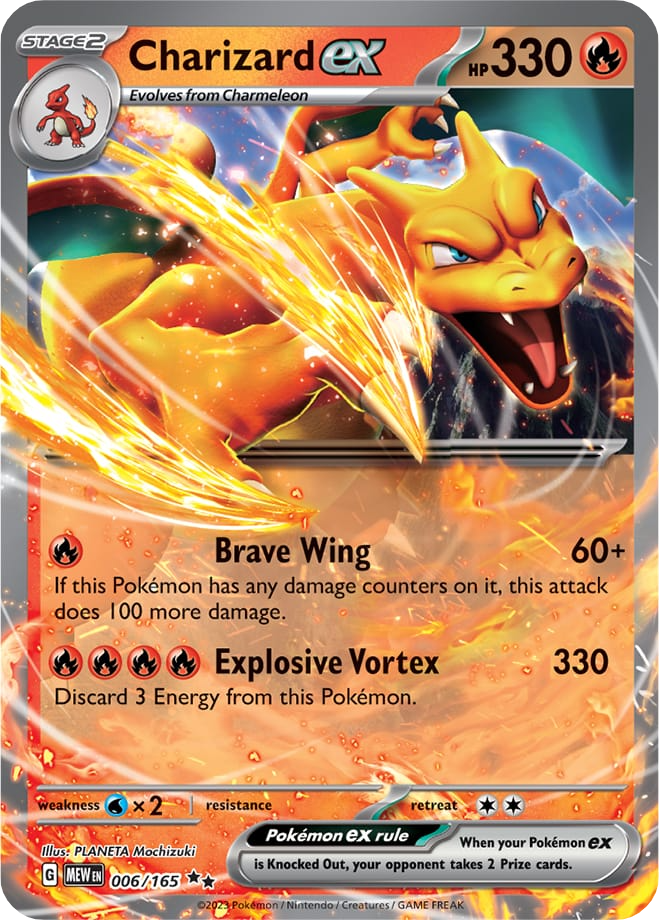 STAGE2 Charizard ex HP 330
Evolves from Charmeleon
Brave Wing 60+
If this Pokémon has any damage counters on it, this attack
does 100 more damage.
Explosive Vortex 330
Discard 3 Energy from this Pokémon.
weakness ×2 resistance retreat
Illus. PLANETA Mochizuki
Pokémon ex rule When your Pokémon ex
is Knocked Out, your opponent takes 2 Prize cards.
G MEW EN 006/165 ★★
©2023 Pokémon / Nintendo / Creatures / GAME FREAK